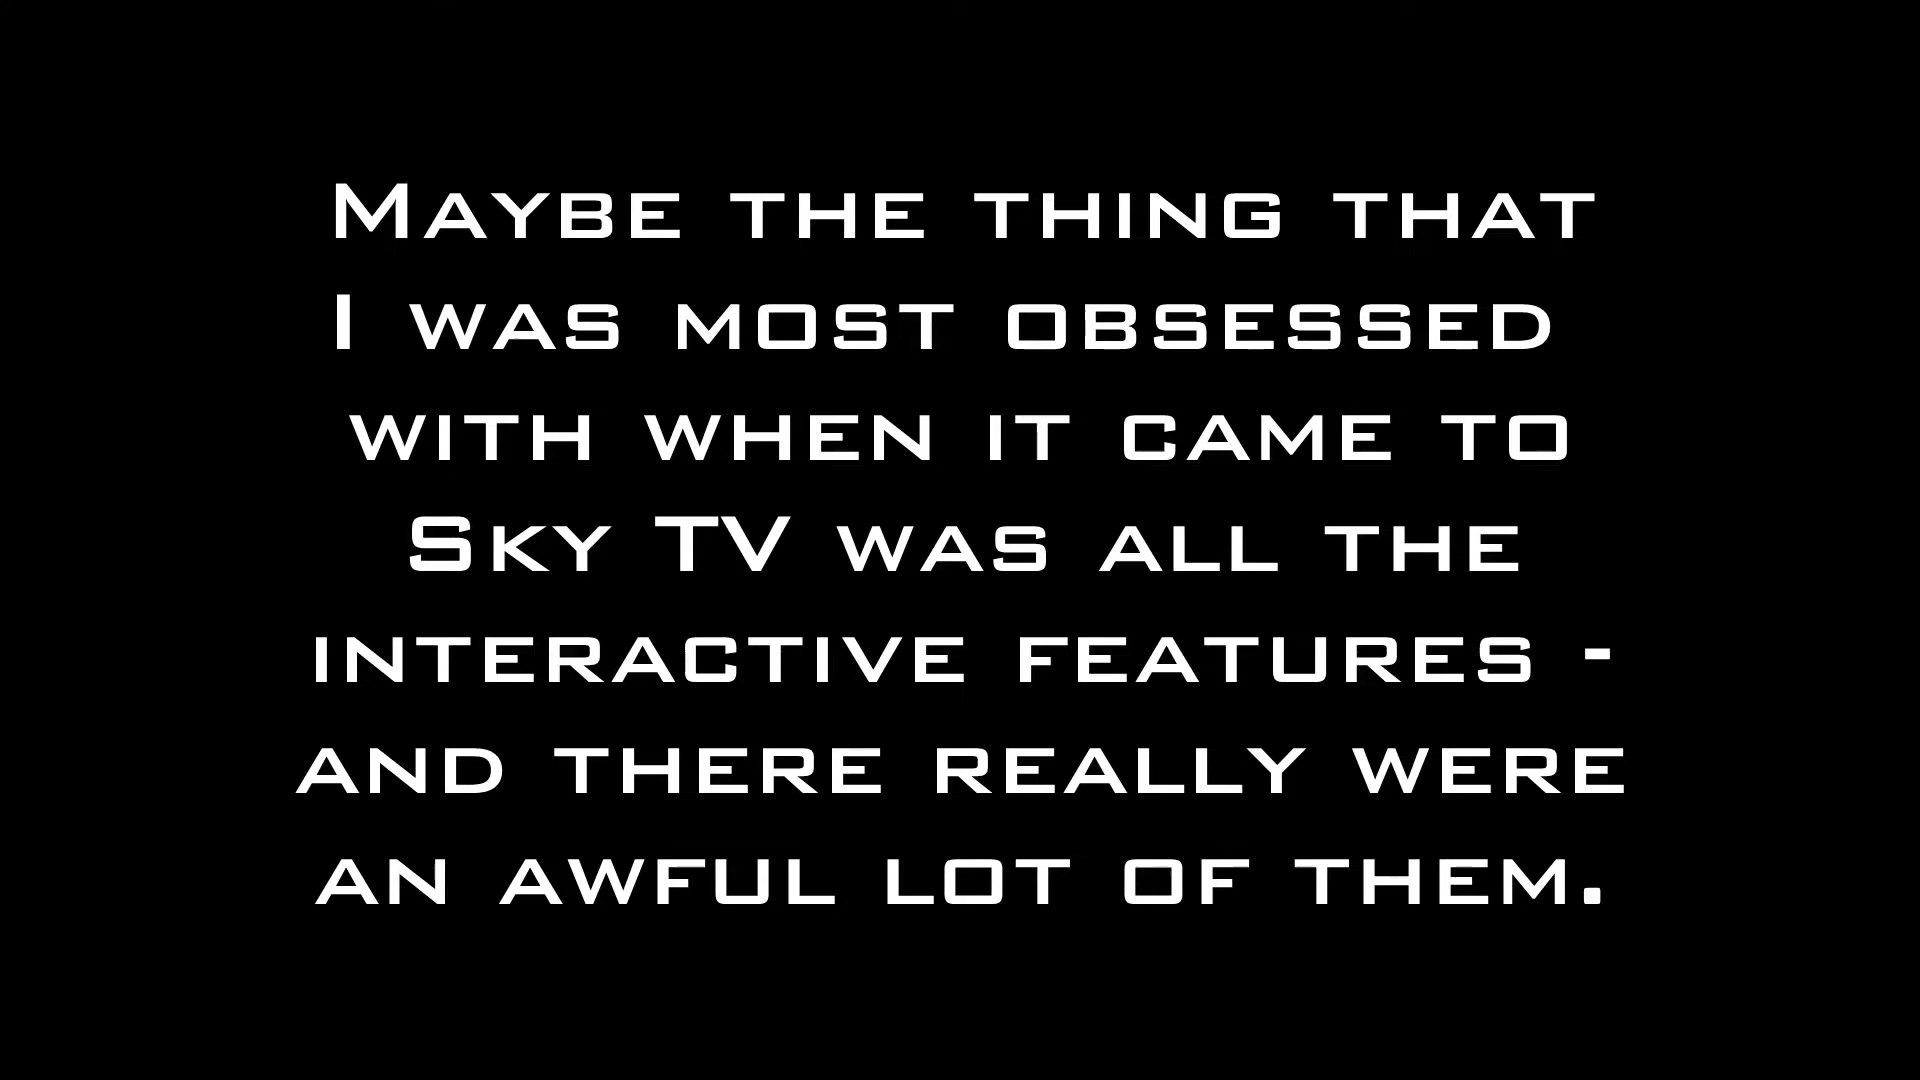 Maybe the thing that
I was most obsessed
with when it came to
Sky TV was all the
interactive features -
and there really were
an awful lot of them.